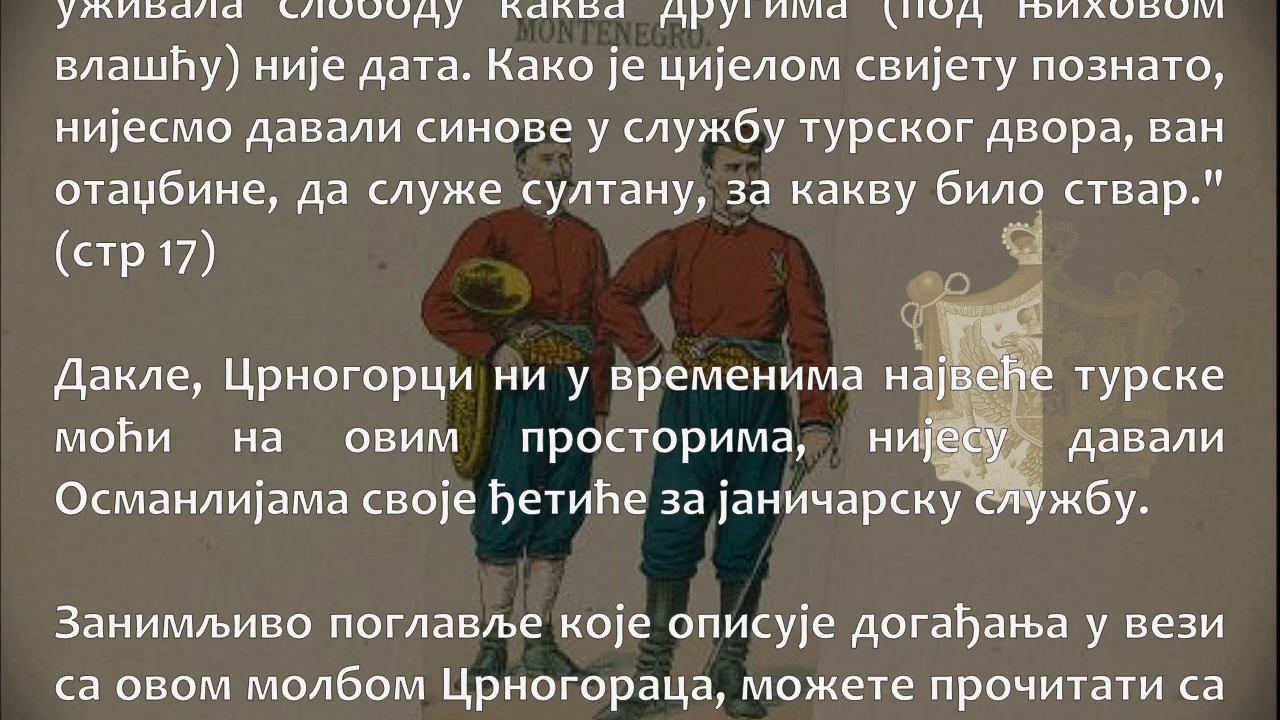 уживала слободу каква другима (под њиховом
MONTENEGRO.
влашћу) није дата. Како је цијелом свијету познато,
нијесмо давали синове у службу турског двора, ван
отаџбине, да служе султану, за какву било ствар."
(стр 17)
Дакле, Црногорци ни у временима највеће турске
моћи на овим просторима, нијесу давали
Османлијама своје ђетиће за јаничарску службу.
Занимљиво поглавље које описује догађања у вези
са овом молбом Црногораца, можете прочитати са